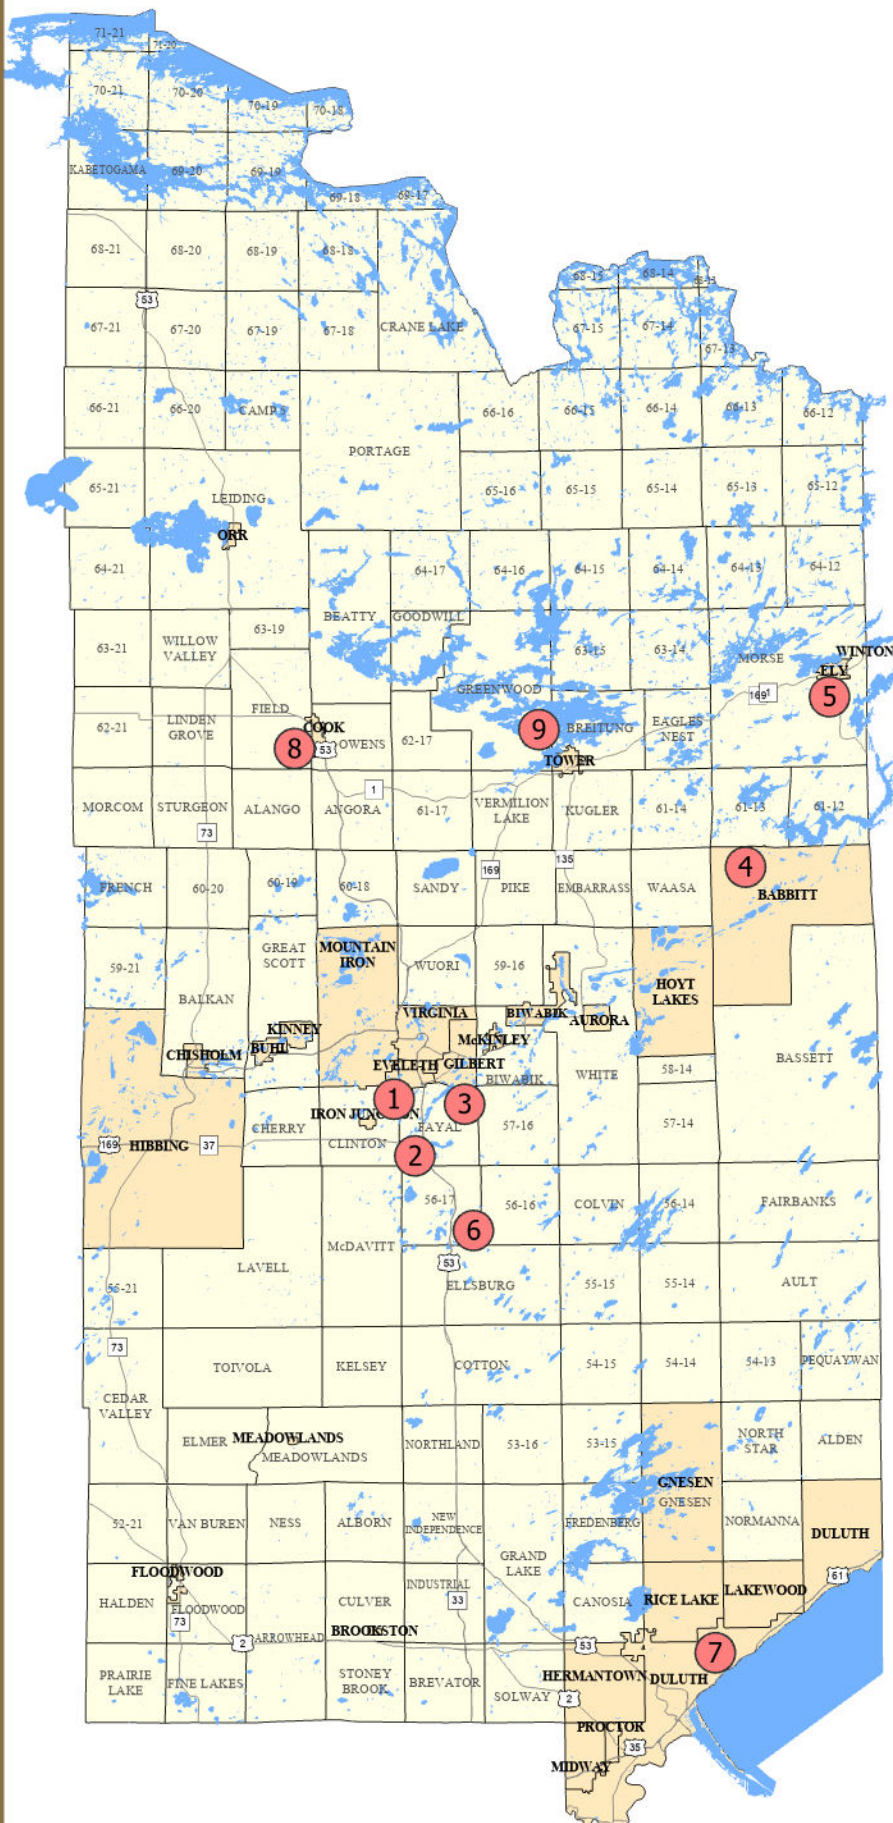 71-21
71-20
70-21
70-20
70-19
70-18
KABETOGAMA
69-20
69-19
69-18
69-17
68-21
68-20
68-19
68-18
68-15
68-14
68-13
53
67-21
67-20
67-19
67-18
CRANE LAKE
67-15
67-14
67-13
66-21
66-20
CAMP 5
66-16
66-15
66-14
66-13
66-12
PORTAGE
65-21
LEIDING
65-16
65-15
65-14
65-13
65-12
ORR
64-21
64-17
64-16
64-15
64-14
64-13
64-12
BEATTY
GOODWILL
63-21
WILLOW
VALLEY
63-19
63-15
63-14
MORSE
WINTON
ELY
GREENWOOD
169
1
5
62-21
LINDEN
GROVE
FIELD
COOK
8
53
OWENS
62-17
9
BREITUNG
EAGLES
NEST
TOWER
MORCOM
STURGEON
ALANGO
1
ANGORA
61-17
VERMILION
LAKE
KUGLER
61-14
61-13
61-12
73
FRENCH
60-20
60-19
60-18
SANDY
169
PIKE
135
EMBARRASS
WAASA
4
BABBITT
59-21
BALKAN
GREAT
SCOTT
MOUNTAIN
IRON
WUORI
59-16
HOYT
LAKES
VIRGINIA
BIWABIK
AURORA
KINNEY
BUHL
CHISHOLM
McKINLEY
EVELETH
GILBERT
BIWABIK
WHITE
58-14
BASSETT
1
3
IRON JUNCTION
CHERRY
FAYAL
57-16
57-14
169
HIBBING
37
CLINTON
2
56-17
56-16
COLVIN
56-14
FAIRBANKS
6
McDAVITT
LAVELL
53
55-21
ELLSBURG
55-15
55-14
AULT
73
TOIVOLA
KELSEY
COTTON
54-15
54-14
54-13
PEQUAYWAN
CEDAR
VALLEY
ELMER
MEADOWLANDS
MEADOWLANDS
NORTHLAND
53-16
53-15
NORTH
STAR
ALDEN
GNESEN
GNESEN
52-21
VAN BUREN
NESS
ALBORN
NEW
INDEPENDENCE
FREDENBERG
NORMANNA
DULUTH
GRAND
LAKE
FLOODWOOD
61
HALDEN
FLOODWOOD
73
CULVER
INDUSTRIAL
33
CANOSIA
RICE LAKE
LAKEWOOD
2
ARROWHEAD
BROOKSTON
53
7
PRAIRIE
LAKE
FINE LAKES
STONEY
BROOK
BREVATOR
SOLWAY
2
HERMANTOWN
DULUTH
PROCTOR
35
MIDWAY